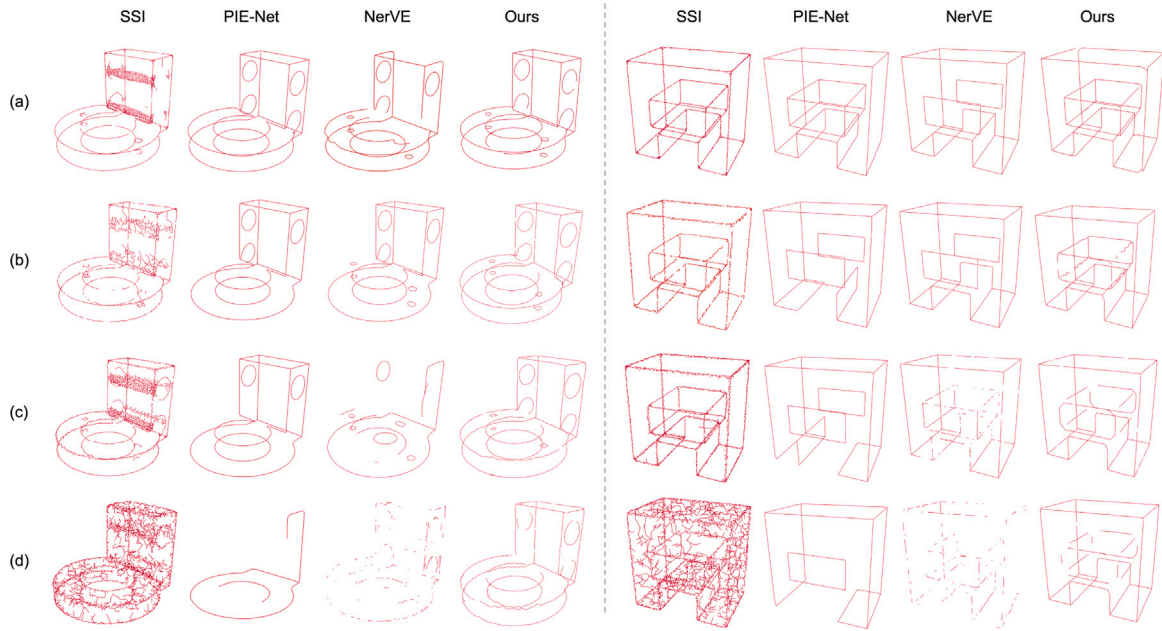 SSI PIE-Net NerVE Ours SSI PIE-Net NerVE Ours
(a)
(b)
(c)
(d)